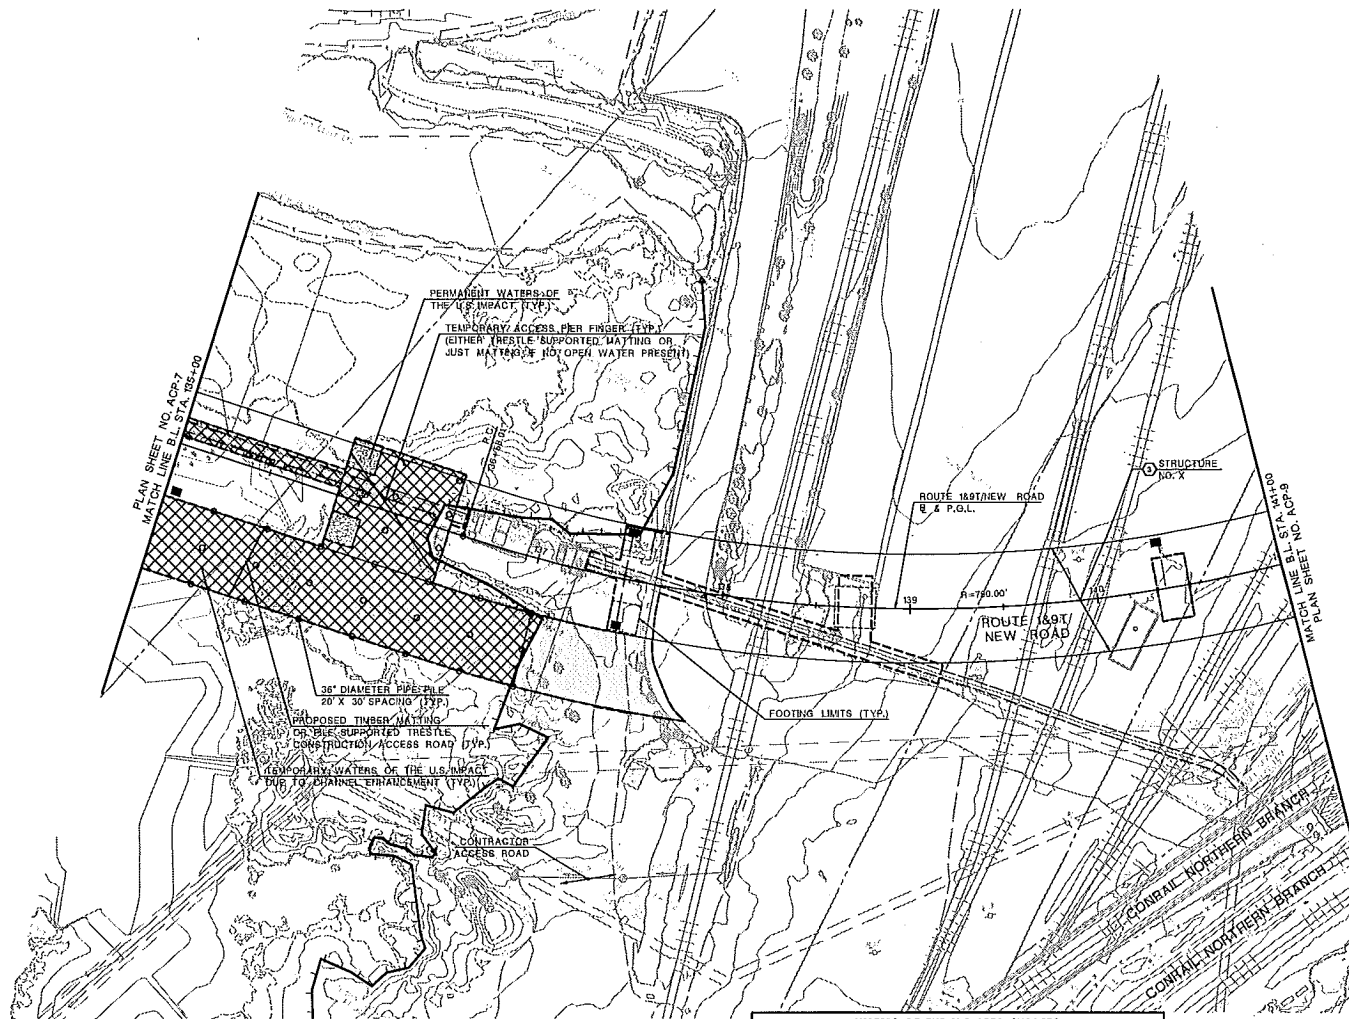 PERMANENT WATERS OF
THE U.S. IMPACT (TYP.)
TEMPORARY ACCESS PIER FINGER (TYP.)
(EITHER TRESTLE SUPPORTED MATTING OR
JUST MATTING IF NO OPEN WATER PRESENT)
PLAN SHEET NO. ACP-7
MATCH LINE B.L. STA. 135+00
STRUCTURE
NO. X
ROUTE 1&9T/NEW ROAD
B & P.G.L.
139
R=760.00'
140
ROUTE 1&9T/
NEW ROAD
MATCH LINE B.L. STA. 141+00
PLAN SHEET NO. ACP-9
36" DIAMETER PIPE PILE
20' X 30' SPACING (TYP.)
FOOTING LIMITS (TYP.)
PROPOSED TIMBER MATTING
OR PILE SUPPORTED TRESTLE
CONSTRUCTION ACCESS ROAD (TYP.)
TEMPORARY WATERS OF THE U.S. IMPACT
DUE TO CHANNEL ENHANCEMENT (TYP.)
CONTRACTOR
ACCESS ROAD
CONRAIL NORTHERN BRANCH
CONRAIL NORTHERN BRANCH